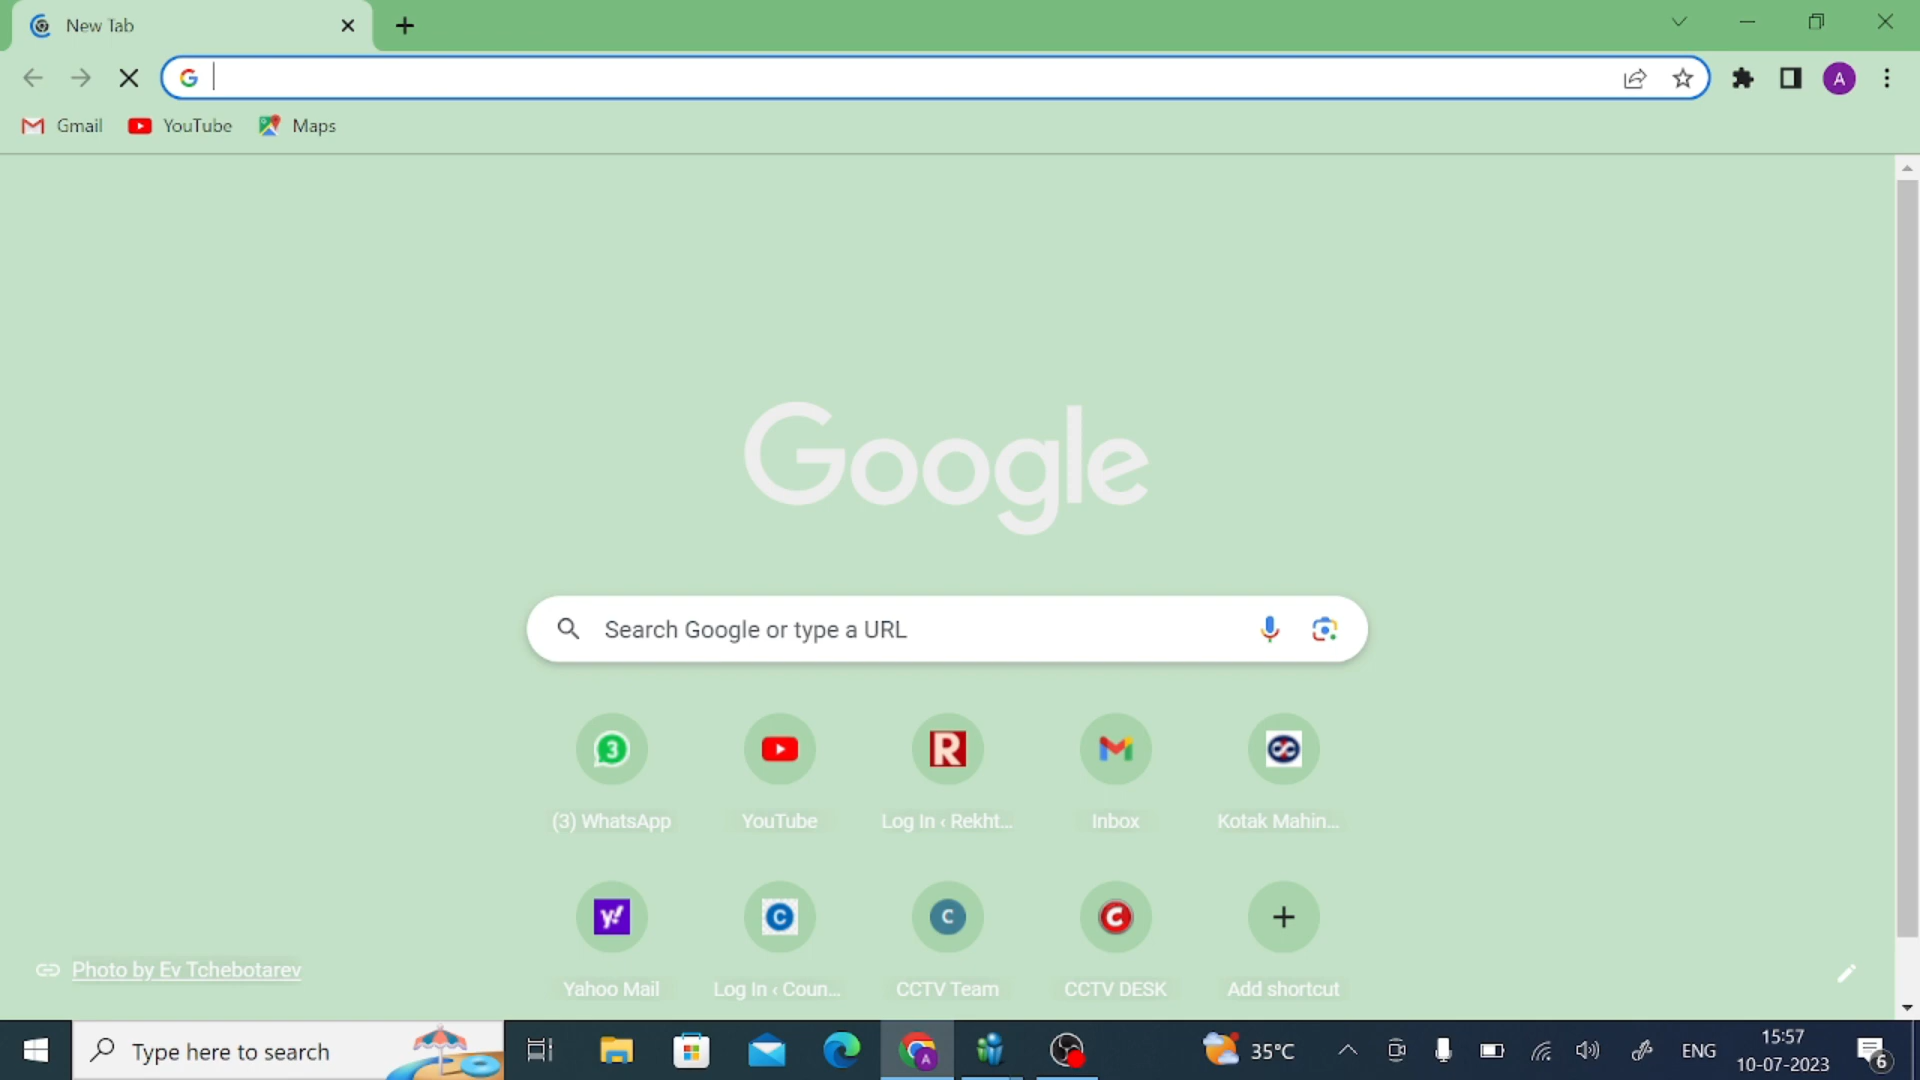 New Tab
Gmail
YouTube
Maps
A
Google
Search Google or type a URL
3
R
(3) WhatsApp
YouTube
Log In ‹ Rekht...
Inbox
Kotak Mahin...
y!
C
C
C
Yahoo Mail
Log In ‹ Coun...
CCTV Team
CCTV DESK
Add shortcut
Photo by Ev Tchebotarev
Type here to search
A
35°C
ENG
15:57
10-07-2023
6